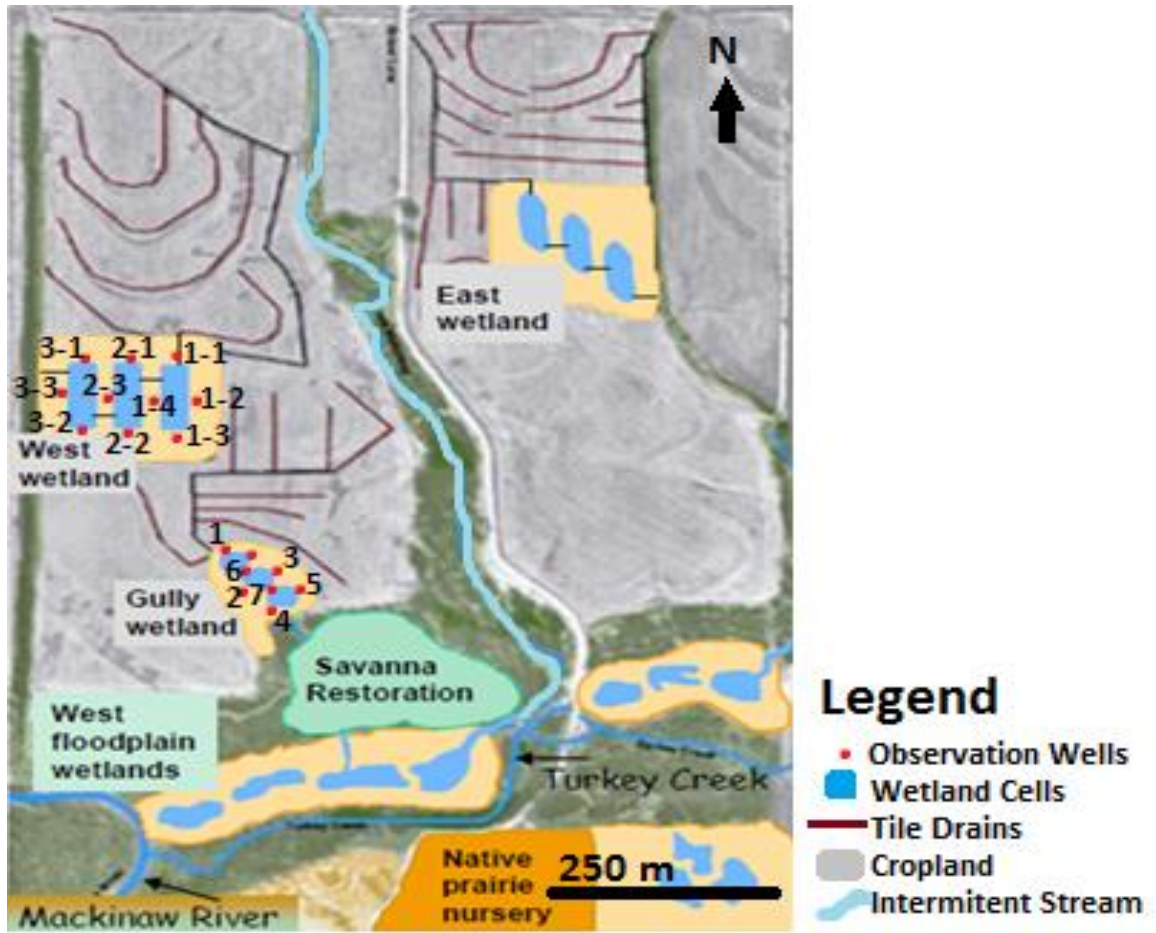 N
East
wetland
3-1 2-1 1-1
3-3 2-3 1-4 1-2
3-2 2-2 1-3
West
wetland
1
6 3
2 7 5
4
Gully
wetland
Savanna
Restoration
West
floodplain
wetlands
Turkey Creek
Native
prairie
nursery
250 m
Mackinaw River
Legend
Observation Wells
Wetland Cells
Tile Drains
Cropland
Intermitent Stream